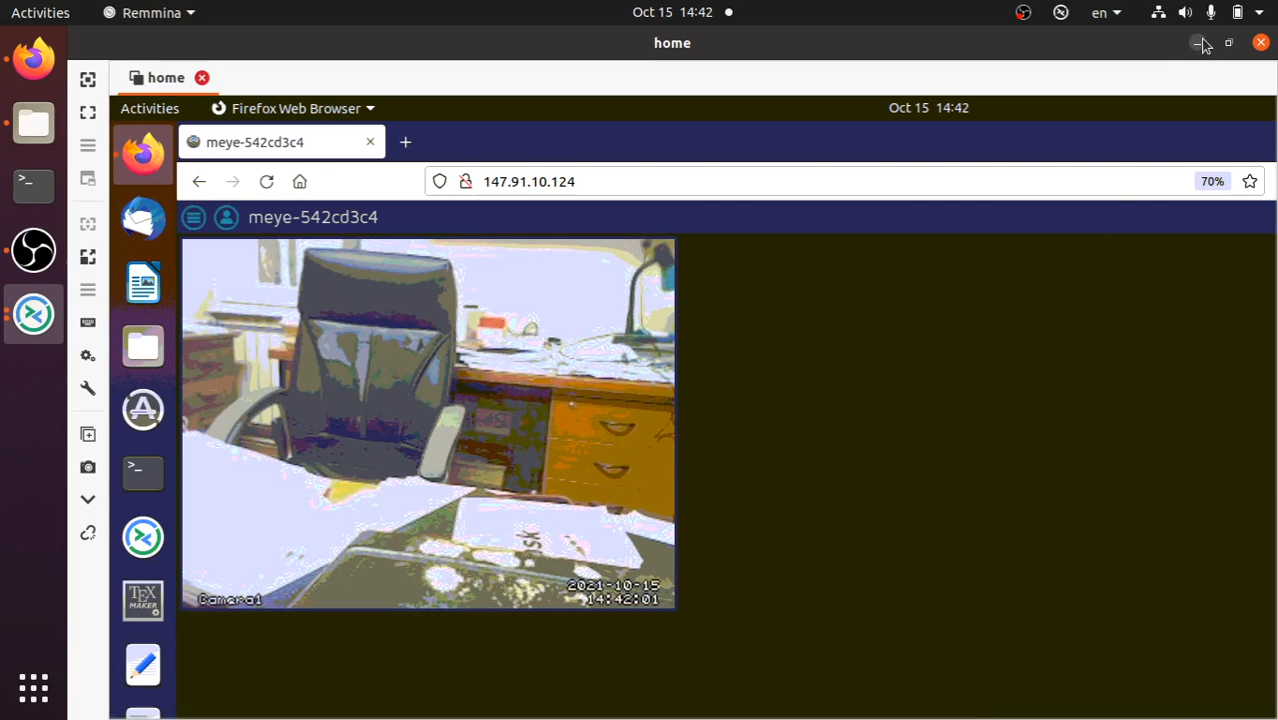 Activities
Remmina
Oct 15 14:42
en
home
home
Activities
Firefox Web Browser
Oct 15 14:42
meye-542cd3c4
147.91.10.124
70%
meye-542cd3c4
2021-10-15
Camera1
14:42:01
TEX
MAKER